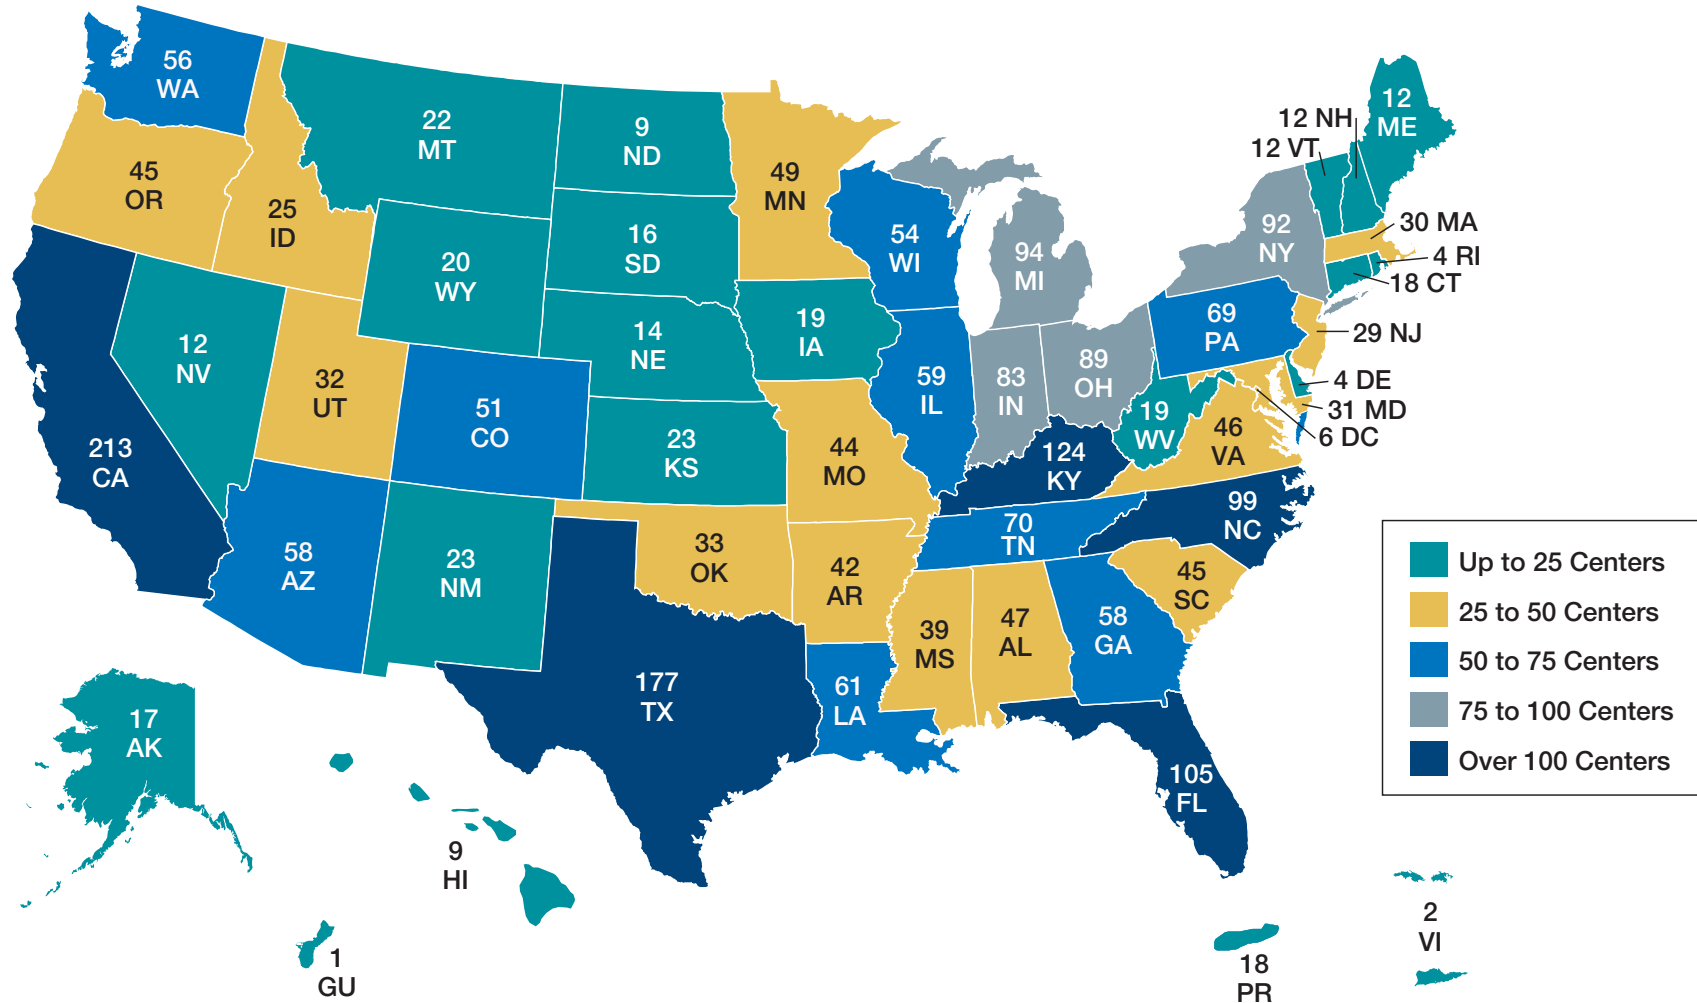 56
WA
45
OR
25
ID
22
MT
9
ND
16
SD
20
WY
14
NE
12
NV
32
UT
51
CO
23
KS
213
CA
58
AZ
23
NM
33
OK
177
TX
49
MN
19
IA
44
MO
42
AR
61
LA
54
WI
59
IL
94
MI
83
IN
89
OH
124
KY
70
TN
39
MS
47
AL
58
GA
105
FL
45
SC
99
NC
46
VA
19
WV
69
PA
92
NY
12
ME
12 NH
12 VT
30 MA
4 RI
18 CT
29 NJ
4 DE
31 MD
6 DC
17
AK
9
HI
1
GU
18
PR
2
VI
Up to 25 Centers
25 to 50 Centers
50 to 75 Centers
75 to 100 Centers
Over 100 Centers